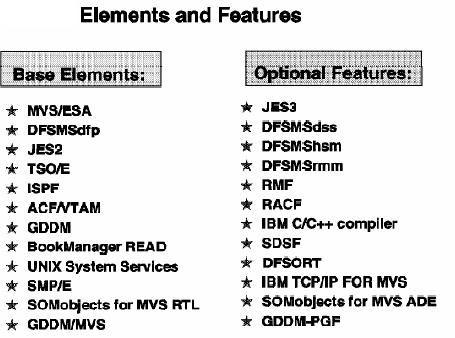 Elements and Features
Base Elements:
MVS/ESA
DFSMSdfp
JES2
TSO/E
ISPF
ACF/VTAM
GDDM
BookManager READ
UNIX System Services
SMP/E
SOMobjects for MVS RTL
GDDM/MVS
Optional Features:
JES3
DFSMSdss
DFSMShsm
DFSMSrmm
RMF
RACF
IBM C/C++ compiler
SDSF
DFSORT
IBM TCP/IP FOR MVS
SOMobjects for MVS ADE
GDDM-PGF